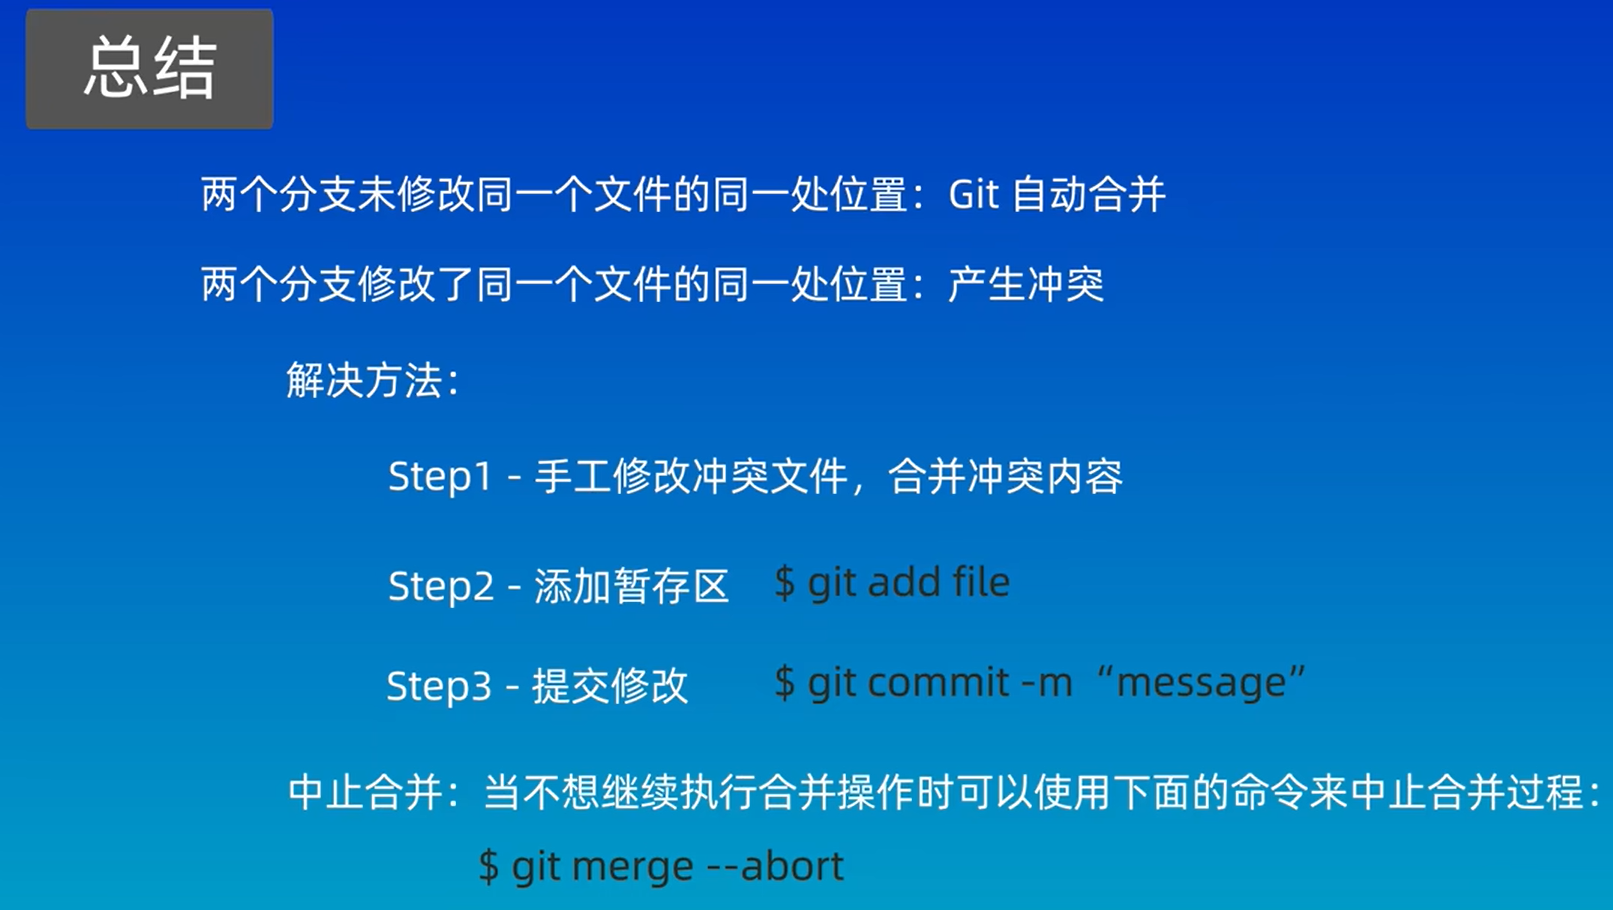 总结
两个分支未修改同一个文件的同一处位置：Git 自动合并
两个分支修改了同一个文件的同一处位置：产生冲突
解决方法：
Step1 - 手工修改冲突文件，合并冲突内容
Step2 - 添加暂存区 $ git add file
Step3 - 提交修改 $ git commit -m “message”
中止合并：当不想继续执行合并操作时可以使用下面的命令来中止合并过程：
$ git merge --abort